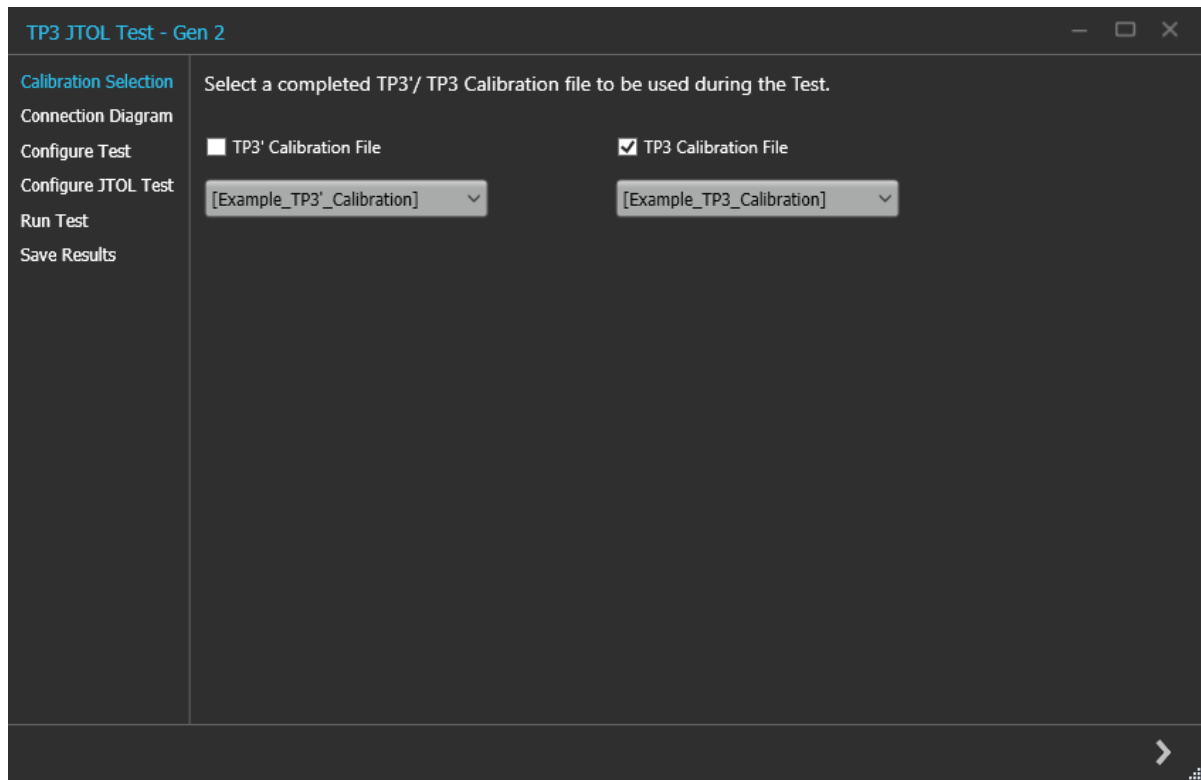 TP3 JTOL Test - Gen 2
Calibration Selection
Connection Diagram
Configure Test
Configure JTOL Test
Run Test
Save Results
Select a completed TP3'/ TP3 Calibration file to be used during the Test.
TP3' Calibration File
[Example_TP3'_Calibration]
TP3 Calibration File
[Example_TP3_Calibration]